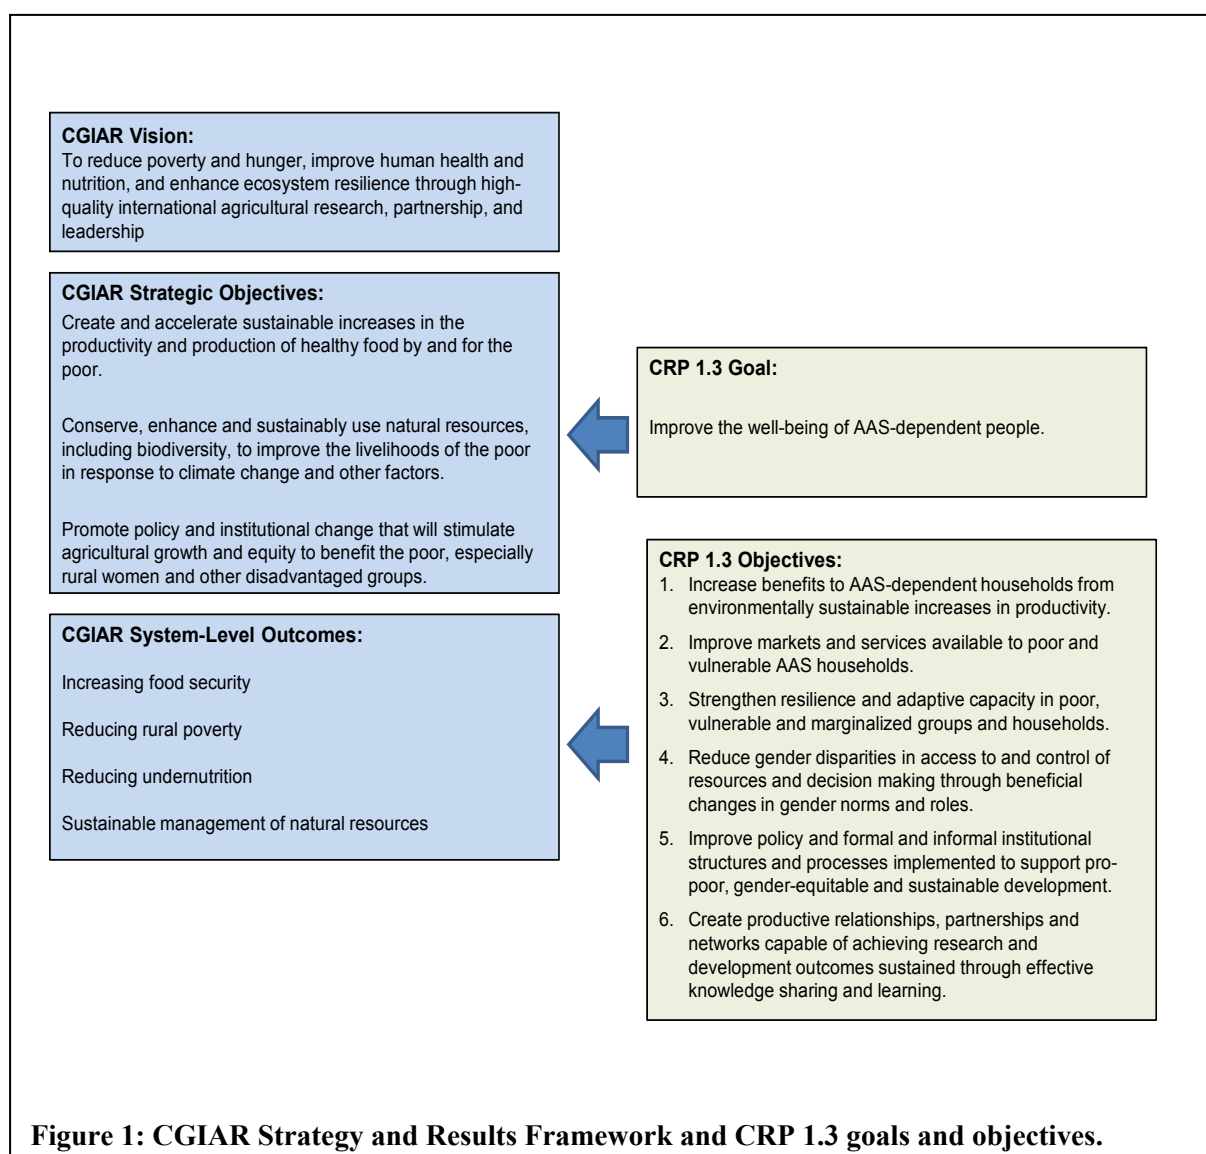 CGIAR Vision:
To reduce poverty and hunger, improve human health and
nutrition, and enhance ecosystem resilience through high-
quality international agricultural research, partnership, and
leadership
CGIAR Strategic Objectives:
Create and accelerate sustainable increases in the
productivity and production of healthy food by and for the
poor.
Conserve, enhance and sustainably use natural resources,
including biodiversity, to improve the livelihoods of the poor
in response to climate change and other factors.
Promote policy and institutional change that will stimulate
agricultural growth and equity to benefit the poor, especially
rural women and other disadvantaged groups.
CGIAR System-Level Outcomes:
Increasing food security
Reducing rural poverty
Reducing undernutrition
Sustainable management of natural resources
CRP 1.3 Goal:
Improve the well-being of AAS-dependent people.
CRP 1.3 Objectives:
1. Increase benefits to AAS-dependent households from
environmentally sustainable increases in productivity.
2. Improve markets and services available to poor and
vulnerable AAS households.
3. Strengthen resilience and adaptive capacity in poor,
vulnerable and marginalized groups and households.
4. Reduce gender disparities in access to and control of
resources and decision making through beneficial
changes in gender norms and roles.
5. Improve policy and formal and informal institutional
structures and processes implemented to support pro-
poor, gender-equitable and sustainable development.
6. Create productive relationships, partnerships and
networks capable of achieving research and
development outcomes sustained through effective
knowledge sharing and learning.
Figure 1: CGIAR Strategy and Results Framework and CRP 1.3 goals and objectives.